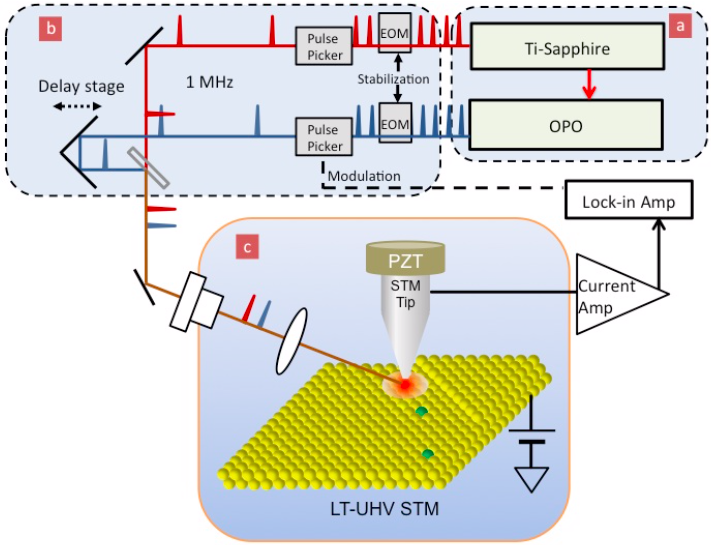 b
a
Pulse
Picker
EOM
Ti-Sapphire
1 MHz
Stabilization
Delay stage
Pulse
Picker
EOM
OPO
Modulation
Lock-in Amp
c
PZT
STM
Tip
Current
Amp
LT-UHV STM